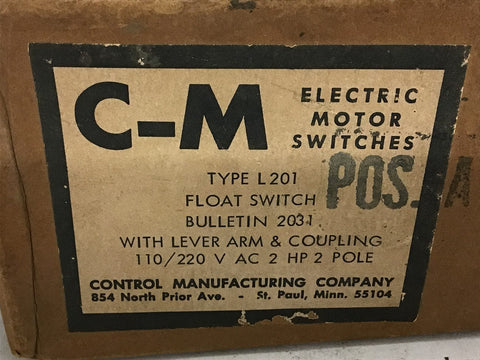 C-M
ELECTRIC
MOTOR
SWITCHES
POS. A
TYPE L201
FLOAT SWITCH
BULLETIN 2031
WITH LEVER ARM & COUPLING
110/220 V AC 2 HP 2 POLE
CONTROL MANUFACTURING COMPANY
854 North Prior Ave. - St. Paul, Minn. 55104